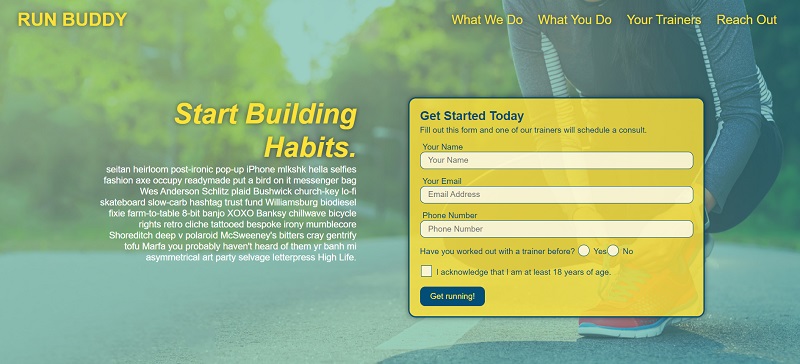 RUN BUDDY
What We Do
What You Do
Your Trainers
Reach Out
Start Building
Habits.
seitan heirloom post-ironic pop-up iPhone mlkshk hella selfies
fashion axe occupy readymade put a bird on it messenger bag
Wes Anderson Schlitz plaid Bushwick church-key lo-fi
skateboard slow-carb hashtag trust fund Williamsburg biodiesel
fixie farm-to-table 8-bit banjo XOXO Banksy chillwave bicycle
rights retro cliche tattooed bespoke irony mumblecore
Shoreditch deep v polaroid McSweeney's bitters cray gentrify
tofu Marfa you probably haven't heard of them yr banh mi
asymmetrical art party selvage letterpress High Life.
Get Started Today
Fill out this form and one of our trainers will schedule a consult.
Your Name
Your Name
Your Email
Email Address
Phone Number
Phone Number
Have you worked out with a trainer before? Yes No
I acknowledge that I am at least 18 years of age.
Get running!